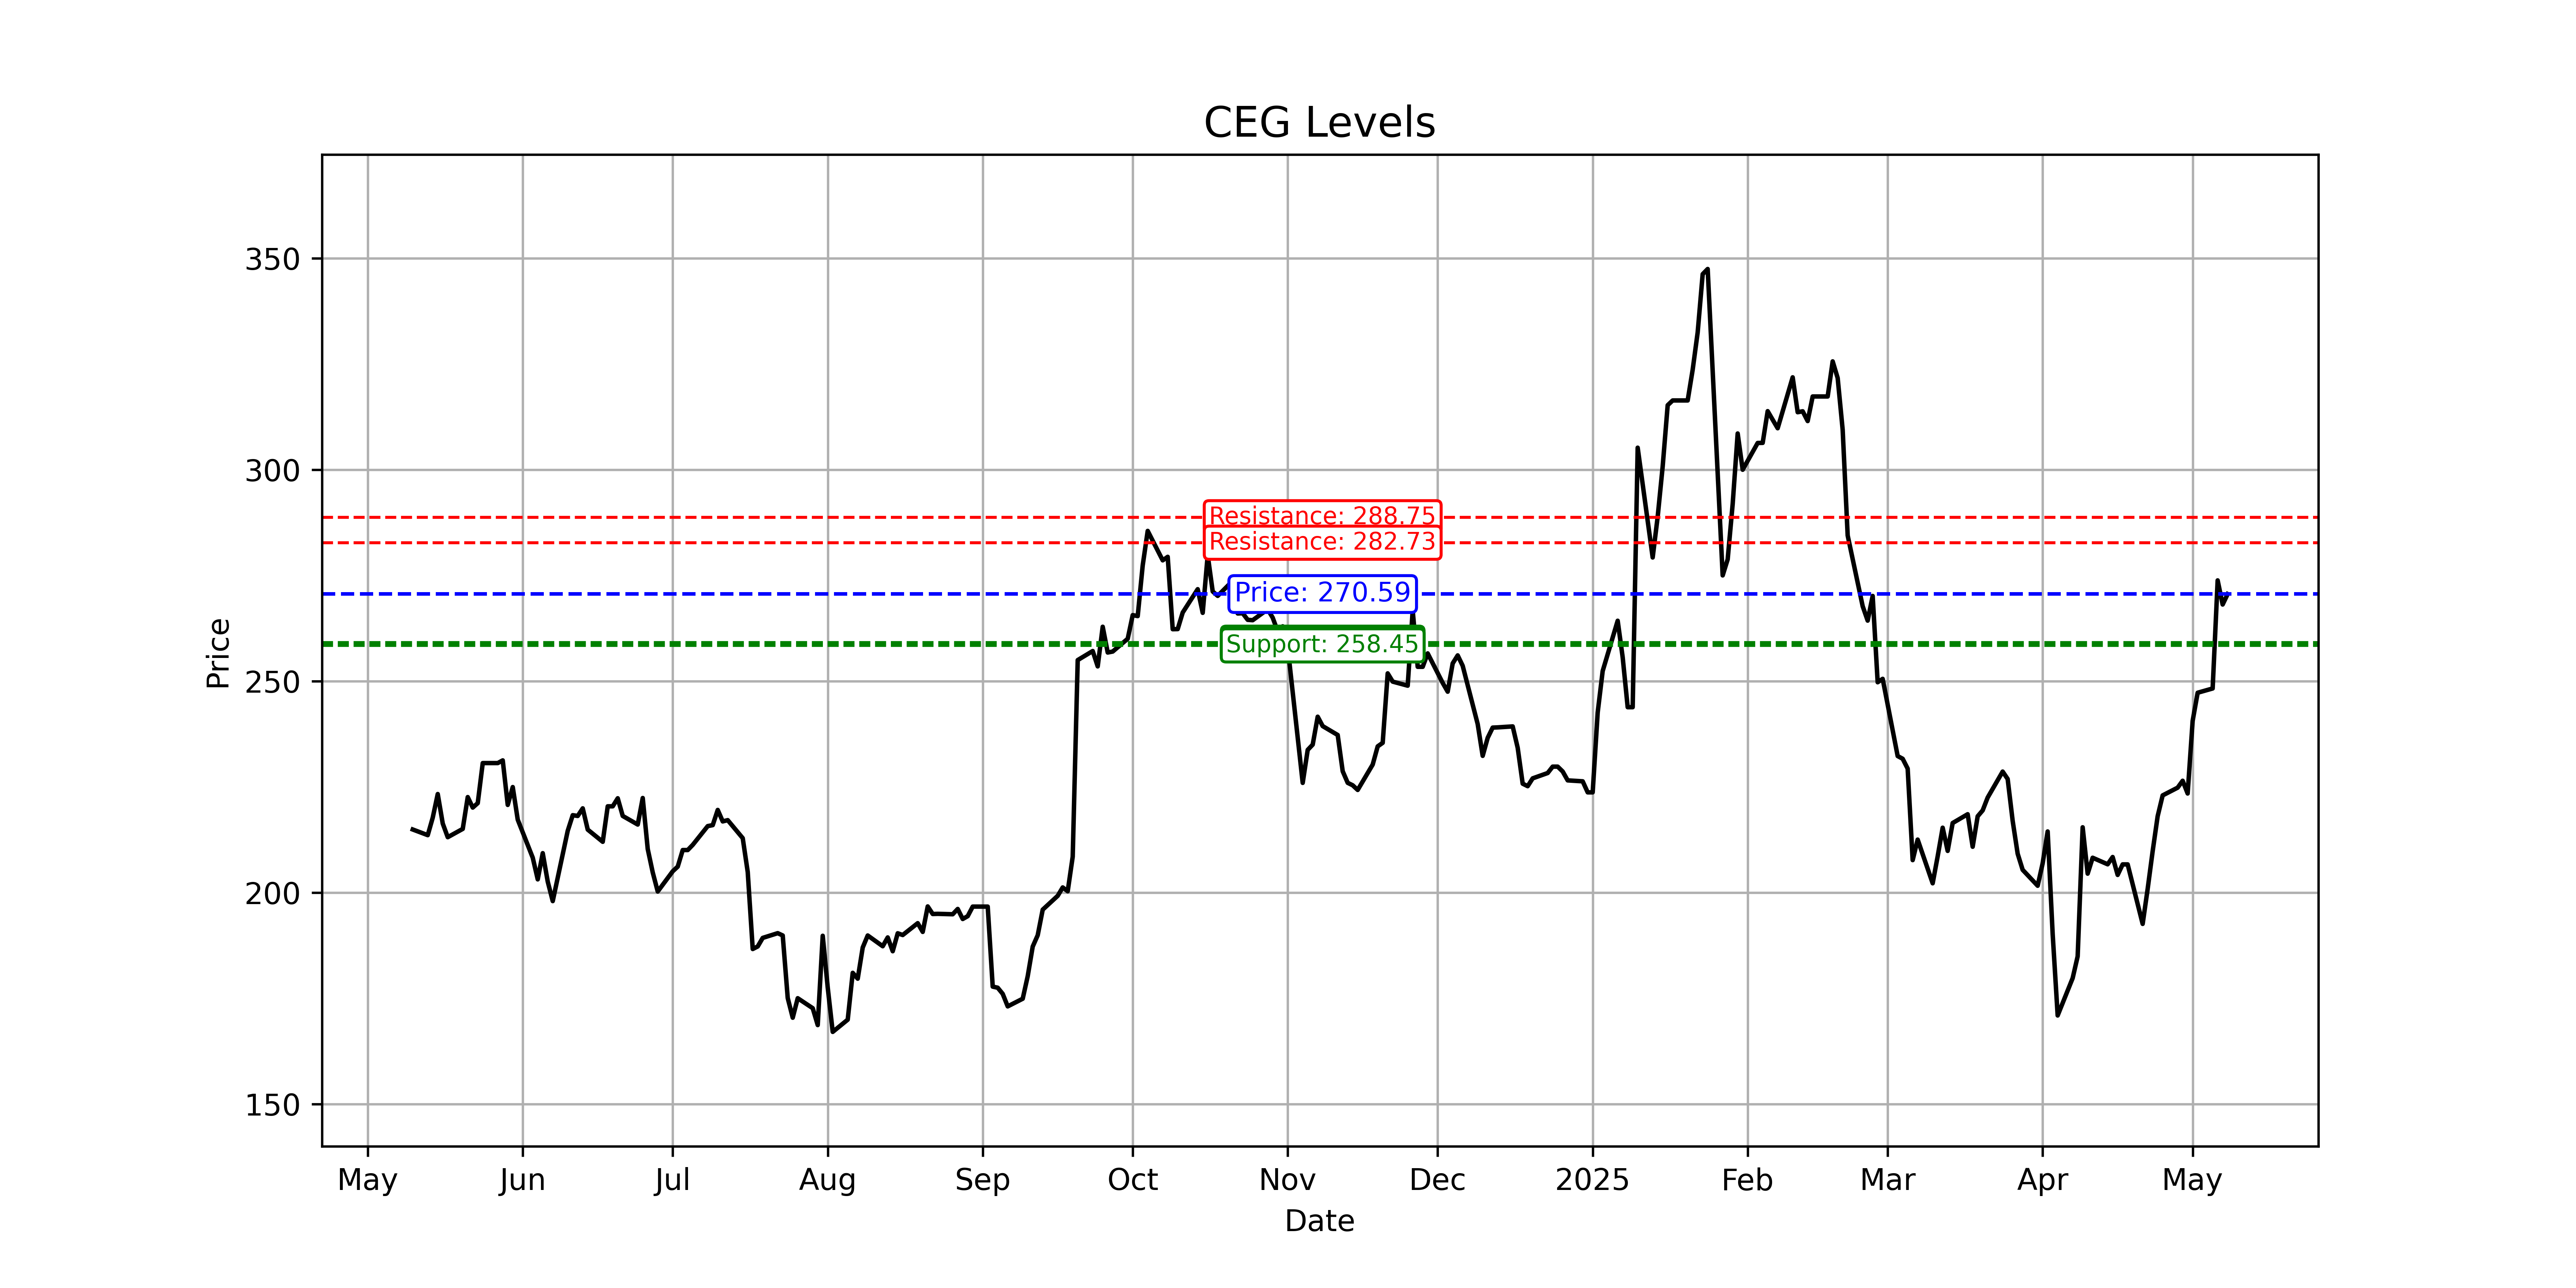 CEG Levels
350
300
250
200
150
Price
Resistance: 288.75
Resistance: 282.73
Price: 270.59
Support: 258.45
May Jun Jul Aug Sep Oct Nov Dec 2025 Feb Mar Apr May
Date